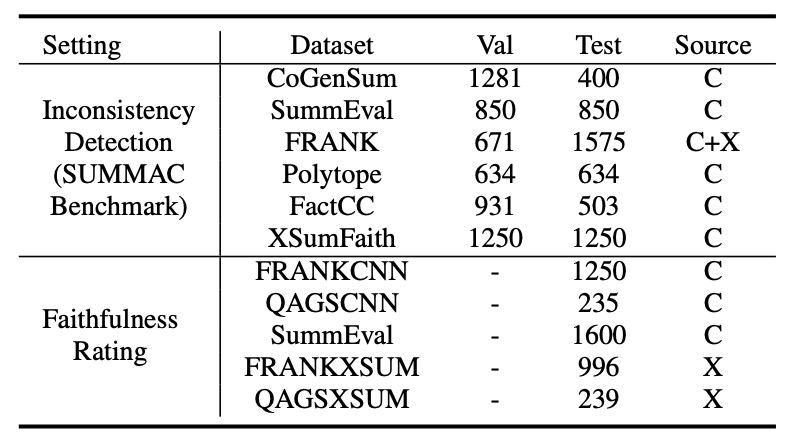 Setting Dataset Val Test Source
CoGenSum 1281 400 C
Inconsistency SummEval 850 850 C
Detection FRANK 671 1575 C+X
(SUMMAC Polytope 634 634 C
Benchmark) FactCC 931 503 C
XSumFaith 1250 1250 C
FRANKCNN - 1250 C
QAGSCNN - 235 C
Faithfulness SummEval - 1600 C
Rating FRANKXSUM - 996 X
QAGSXSUM - 239 X